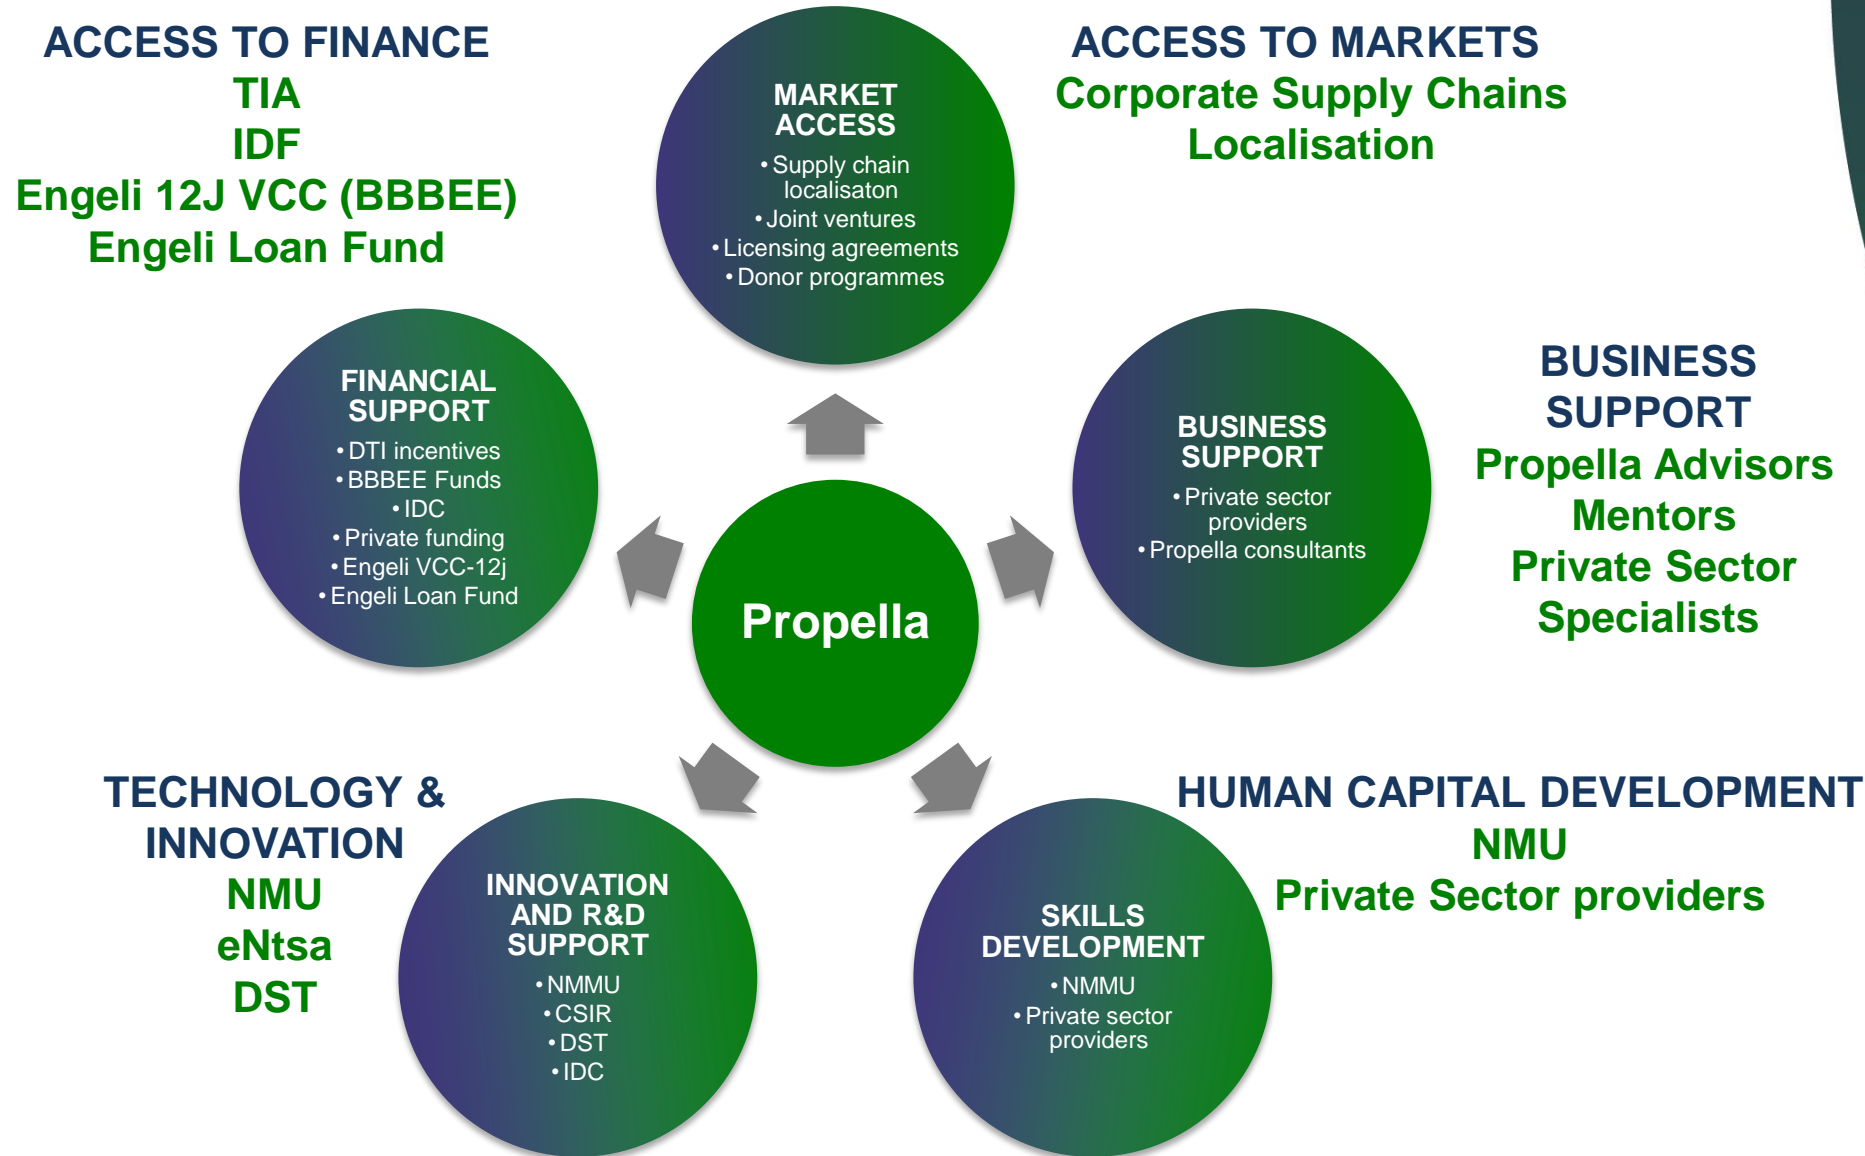 ACCESS TO FINANCE
TIA
IDF
Engeli 12J VCC (BBBEE)
Engeli Loan Fund
MARKET
ACCESS
• Supply chain
localisaton
• Joint ventures
• Licensing agreements
• Donor programmes
ACCESS TO MARKETS
Corporate Supply Chains
Localisation
FINANCIAL
SUPPORT
• DTI incentives
• BBBEE Funds
• IDC
• Private funding
• Engeli VCC-12j
• Engeli Loan Fund
BUSINESS
SUPPORT
• Private sector
providers
• Propella consultants
BUSINESS
SUPPORT
Propella Advisors
Mentors
Private Sector
Specialists
Propella
TECHNOLOGY &
INNOVATION
NMU
eNtsa
DST
INNOVATION
AND R&D
SUPPORT
• NMMU
• CSIR
• DST
• IDC
SKILLS
DEVELOPMENT
• NMMU
• Private sector
providers
HUMAN CAPITAL DEVELOPMENT
NMU
Private Sector providers